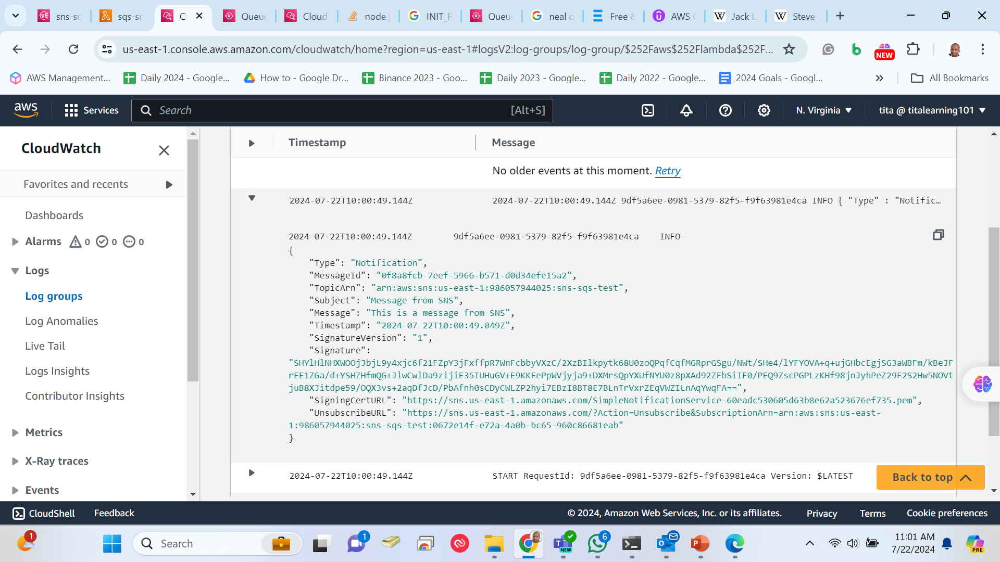 sns-sq
sqs-sn
Cl
Queue
Cloud
node.j
INIT_R
Queue
neal d
Free &
AWS
Jack L
Steve
us-east-1.console.aws.amazon.com/cloudwatch/home?region=us-east-1#logsV2:log-groups/log-group/$252Faws$252Flambda$252F...
NEW
AWS Management...
Daily 2024 - Google...
How to - Google Dr...
Binance 2023 - Goo...
Daily 2023 - Google...
Daily 2022 - Google...
2024 Goals - Googl...
All Bookmarks
aws
Services
Search
[Alt+S]
N. Virginia
tita @ titalearning101
CloudWatch
Favorites and recents
Dashboards
Alarms 0 0 0
Logs
Log groups
Log Anomalies
Live Tail
Logs Insights
Contributor Insights
Metrics
X-Ray traces
Events
Timestamp
Message
No older events at this moment. Retry
2024-07-22T10:00:49.144Z
2024-07-22T10:00:49.144Z 9df5a6ee-0981-5379-82f5-f9f63981e4ca INFO { "Type" : "Notific…
2024-07-22T10:00:49.144Z 9df5a6ee-0981-5379-82f5-f9f63981e4ca INFO
{
"Type": "Notification",
"MessageId": "0f8a8fcb-7eef-5966-b571-d0d34efe15a2",
"TopicArn": "arn:aws:sns:us-east-1:986057944025:sns-sqs-test",
"Subject": "Message from SNS",
"Message": "This is a message from SNS",
"Timestamp": "2024-07-22T10:00:49.049Z",
"SignatureVersion": "1",
"Signature":
"SHYlHlNHXWOOjJbjL9y4xjc6f21FZpY3jFxffpR7WnFcbbyVXzC/2XzBIlkpytk68U0zoQPqfCqfMGRprGSgu/NWt/SHe4/lYFYOVA+q+ujGHbcEgjSG3aWBFm/kBeJF
rEE1ZGa/d+YSHZHfmQG+JlwCwlDa9zijiF35IUHuGV+E9KKFePpWVjyja9+DXMrsQpYXUfNYU0z8pXAd92ZFbSiIF0/PEQ9ZscPGPLzKHf98jnJyhPeZ29F2S2Hw5NOVt
juB8XJitdpe59/OQX3vs+2aqDfJcD/PbAfnh0sCDyCWLZP2hyi7EBzI8BT8E7BLnTrVxrZEqVWZILnAqYwqFA==",
"SigningCertURL": "https://sns.us-east-1.amazonaws.com/SimpleNotificationService-60eadc530605d63b8e62a523676ef735.pem",
"UnsubscribeURL": "https://sns.us-east-1.amazonaws.com/?Action=Unsubscribe&SubscriptionArn=arn:aws:sns:us-east-
1:986057944025:sns-sqs-test:0672e14f-e72a-4a0b-bc65-960c86681eab"
}
2024-07-22T10:00:49.144Z
START RequestId: 9df5a6ee-0981-5379-82f5-f9f63981e4ca Version: $LATEST
Back to top
CloudShell
Feedback
© 2024, Amazon Web Services, Inc. or its affiliates.
Privacy
Terms
Cookie preferences
1
Search
1
NEW
6
11:01 AM
7/22/2024
PRE